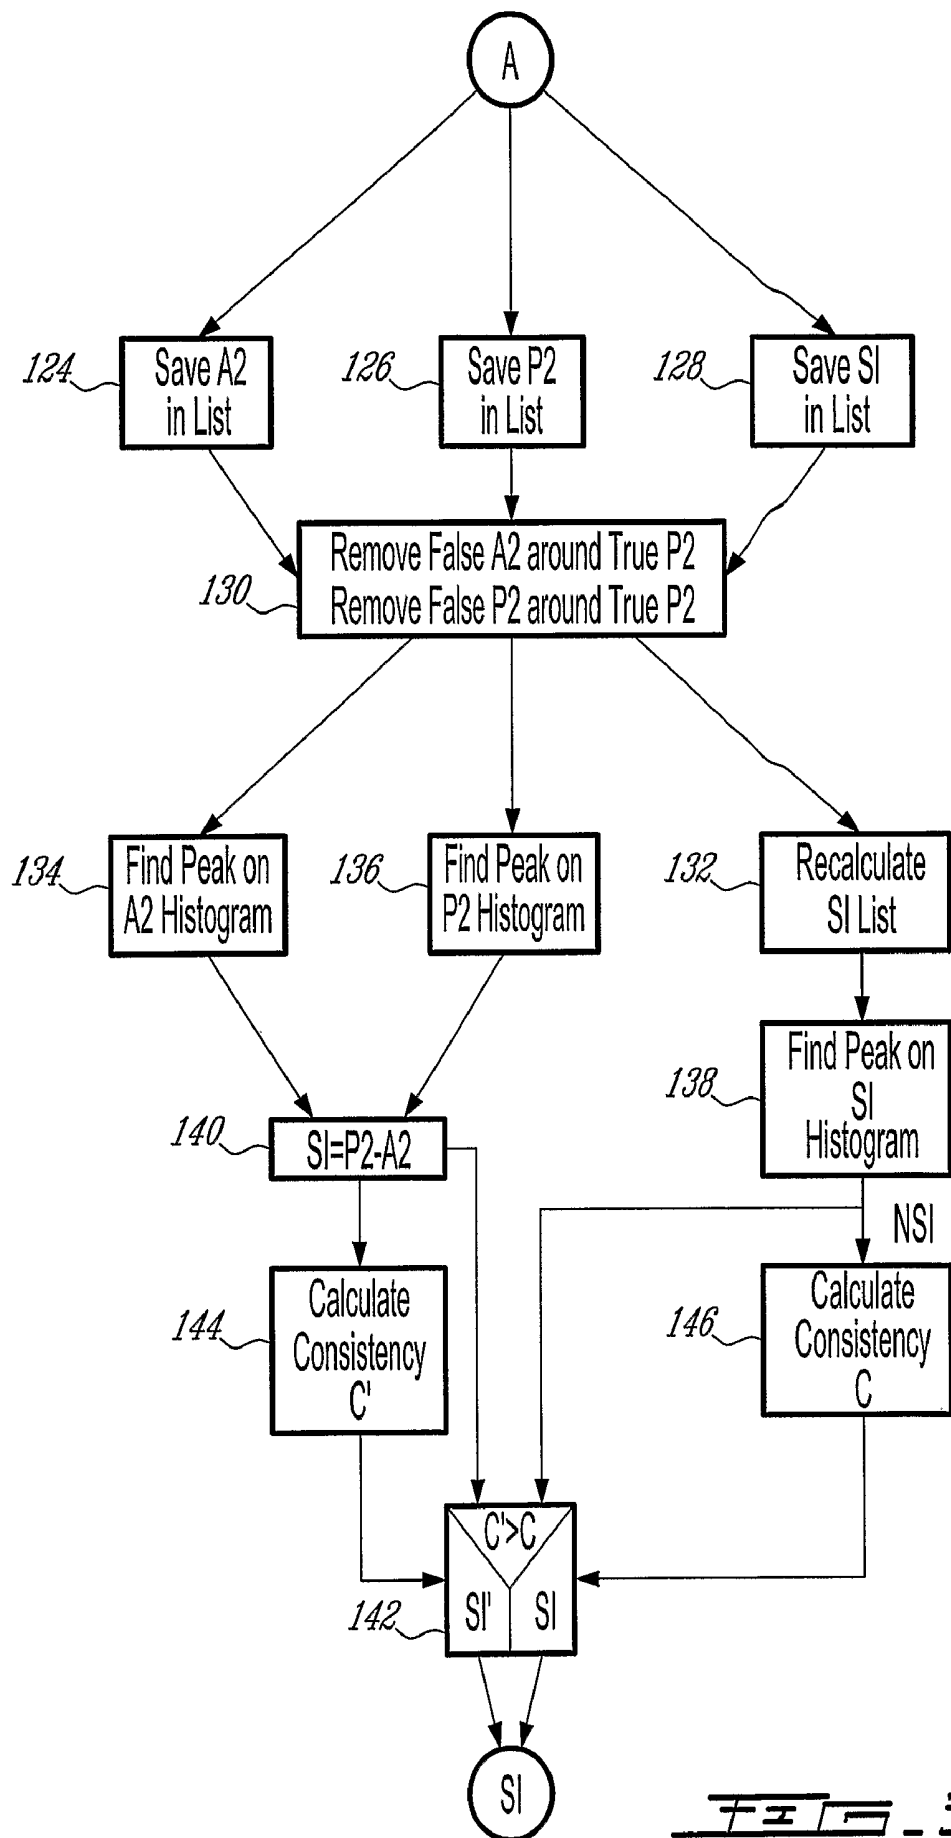 A
124
Save A2
in List
126
Save P2
in List
128
Save SI
in List
130
Remove False A2 around True P2
Remove False P2 around True P2
134
Find Peak on
A2 Histogram
136
Find Peak on
P2 Histogram
132
Recalculate
SI List
138
Find Peak on
SI
Histogram
140
SI=P2-A2
NSI
144
Calculate
Consistency
C'
146
Calculate
Consistency
C
C'>C
SI'
SI
142
SI
FIG-